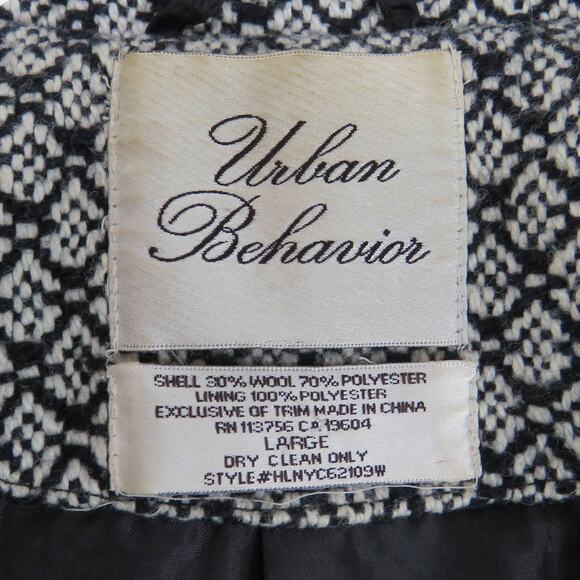 Urban
Behavior
SHELL 30% WOOL 70% POLYESTER
LINING 100% POLYESTER
EXCLUSIVE OF TRIM MADE IN CHINA
RN 113756 CA 19604
LARGE
DRY CLEAN ONLY
STYLE#HLNYC62109W